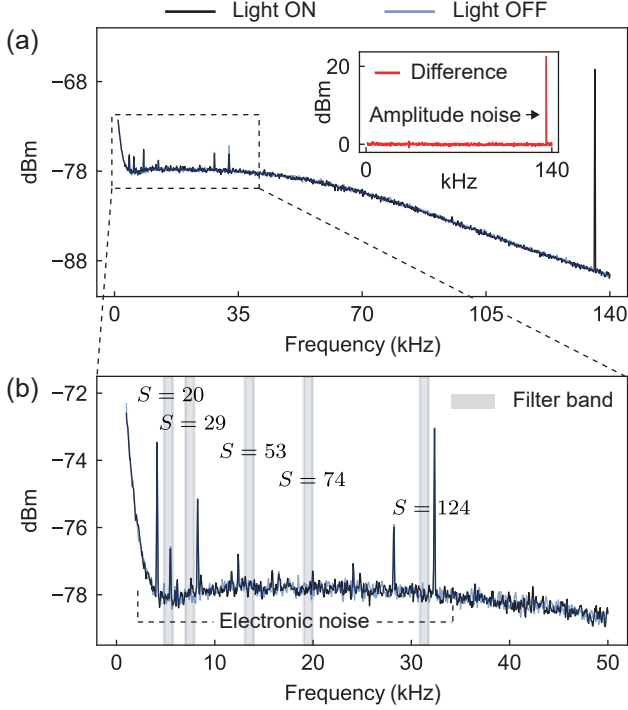 Light ON Light OFF
(a)
−68
−78
−88
dBm
0 35 70 105 140
Frequency (kHz)
20
0
dBm
Difference
Amplitude noise
0 140
kHz
(b)
−72
−74
−76
−78
dBm
S = 20
S = 29
S = 53
S = 74
S = 124
Filter band
Electronic noise
0 10 20 30 40 50
Frequency (kHz)